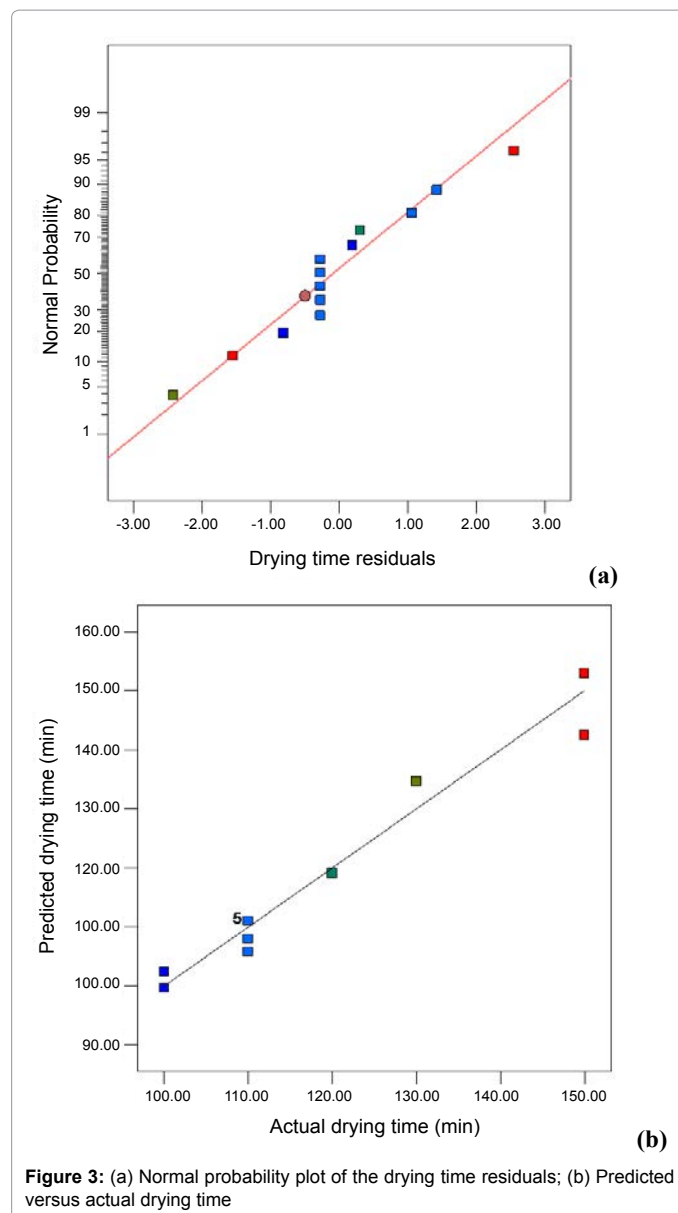 99
95
90
80
70
50
30
20
10
5
1
Normal Probability
-3.00 -2.00 -1.00 0.00 1.00 2.00 3.00
Drying time residuals
(a)
160.00
150.00
140.00
130.00
120.00
100.00
100.00
90.00
Predicted drying time (min)
5
100.00 110.00 120.00 130.00 140.00 150.00
Actual drying time (min)
(b)
Figure 3: (a) Normal probability plot of the drying time residuals; (b) Predicted
versus actual drying time